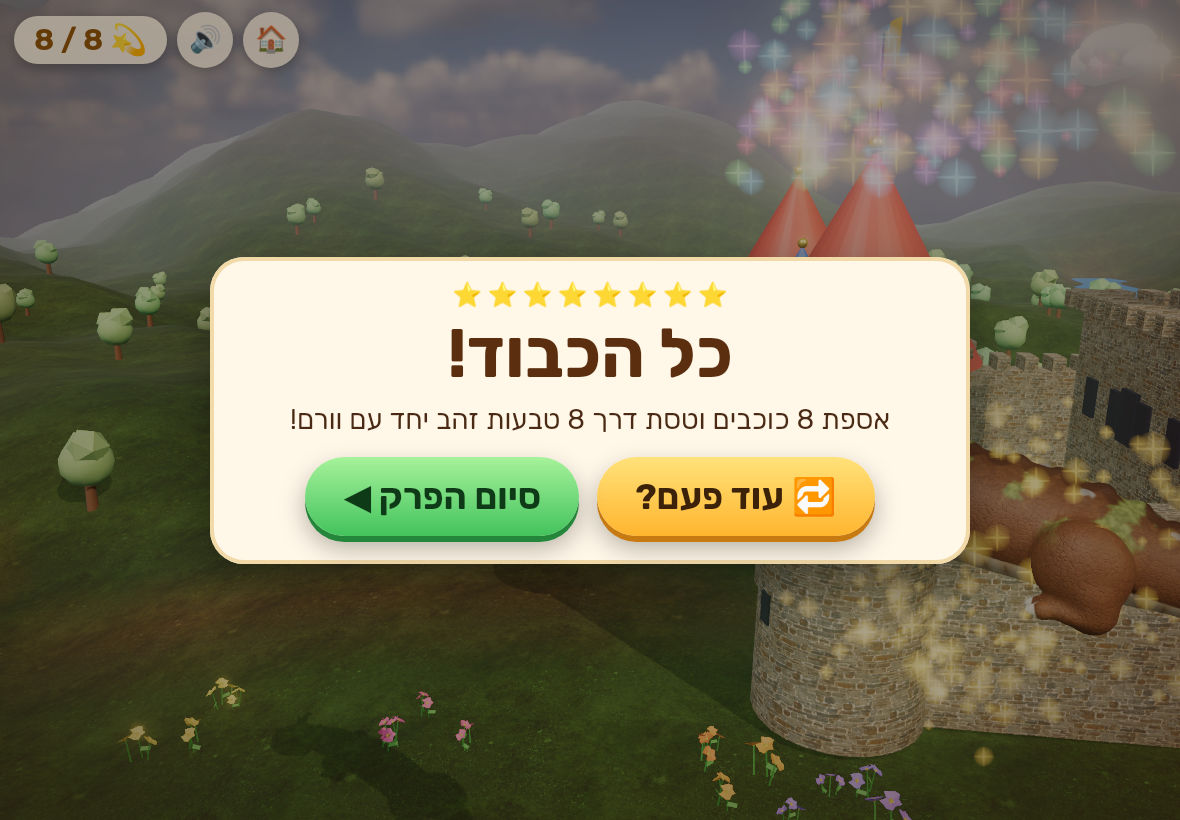 8 / 8
כל הכבוד!
אספת 8 כוכבים וטסת דרך 8 טבעות זהב יחד עם וורם!
עוד פעם?
סיום הפרק ◀